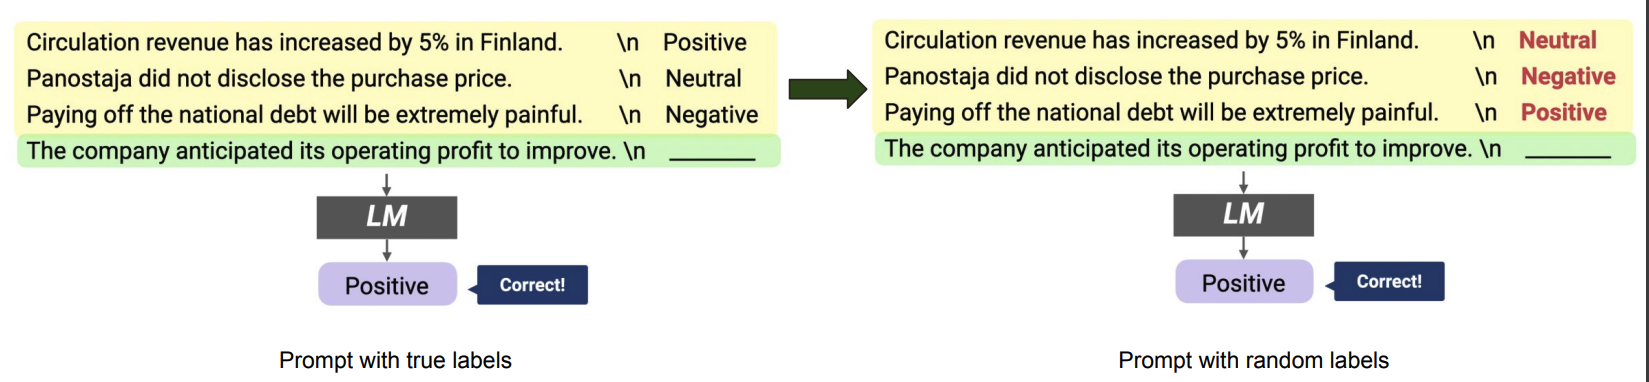 Circulation revenue has increased by 5% in Finland. \n Positive
Panostaja did not disclose the purchase price. \n Neutral
Paying off the national debt will be extremely painful. \n Negative
The company anticipated its operating profit to improve. \n ______
LM
Positive
Correct!
Prompt with true labels
Circulation revenue has increased by 5% in Finland. \n Neutral
Panostaja did not disclose the purchase price. \n Negative
Paying off the national debt will be extremely painful. \n Positive
The company anticipated its operating profit to improve. \n ______
LM
Positive
Correct!
Prompt with random labels